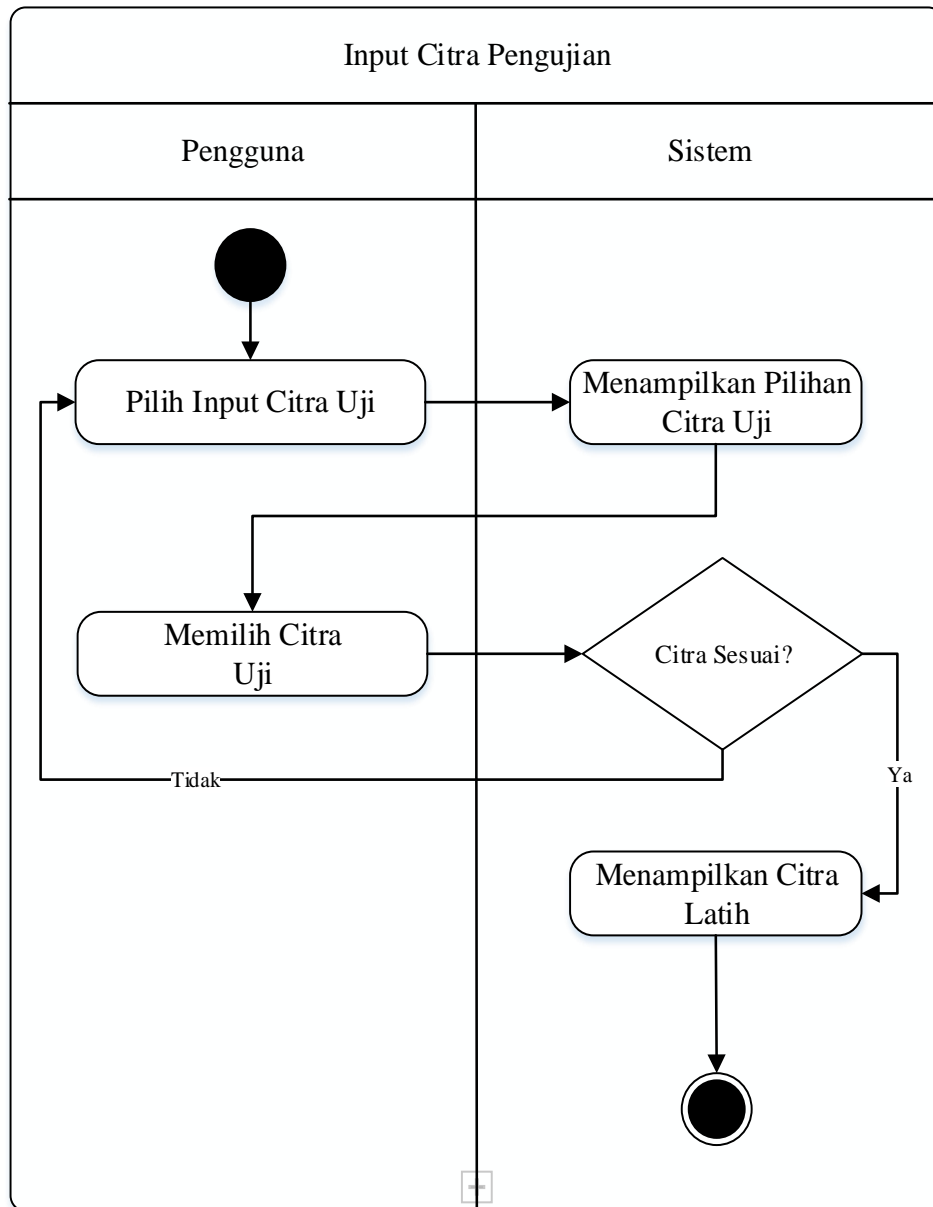 Input Citra Pengujian
Pengguna
Sistem
Pilih Input Citra Uji
Menampilkan Pilihan
Citra Uji
Memilih Citra
Uji
Citra Sesuai?
Tidak
Ya
Menampilkan Citra
Latih